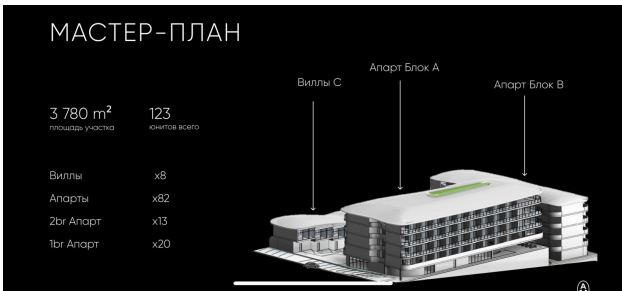 МАСТЕР-ПЛАН
Апарт Блок A
Виллы C
Апарт Блок B
3 780 m²
123
площадь участка
юнитов всего
Виллы x8
Апарты x82
2br Апарт x13
1br Апарт x20
A